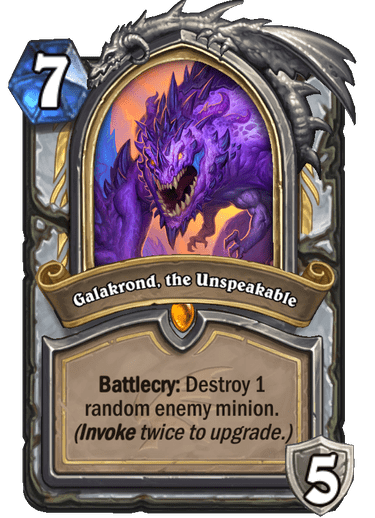 7
Galakrond, the Unspeakable
Battlecry: Destroy 1
random enemy minion.
(Invoke twice to upgrade.)
5